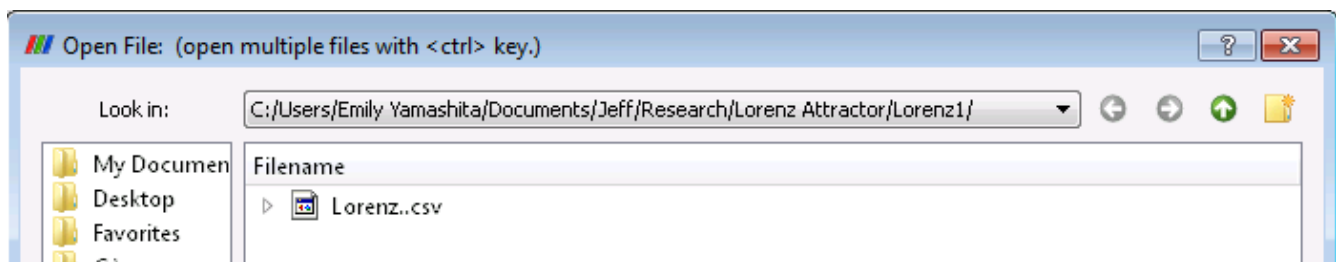 Open File: (open multiple files with <ctrl> key.)
Look in: C:/Users/Emily Yamashita/Documents/Jeff/Research/Lorenz Attractor/Lorenz1/
My Documen Filename
Desktop Lorenz..csv
Favorites